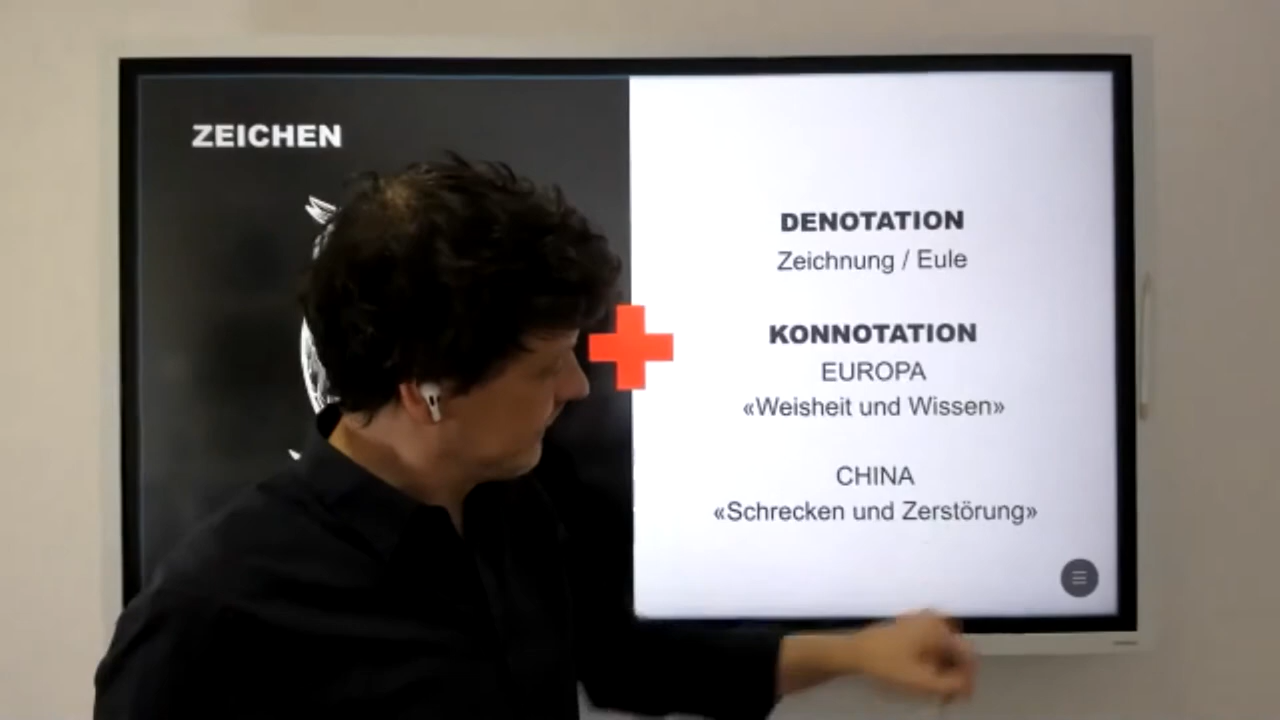 ZEICHEN
DENOTATION
Zeichnung / Eule
KONNOTATION
EUROPA
«Weisheit und Wissen»
CHINA
«Schrecken und Zerstörung»